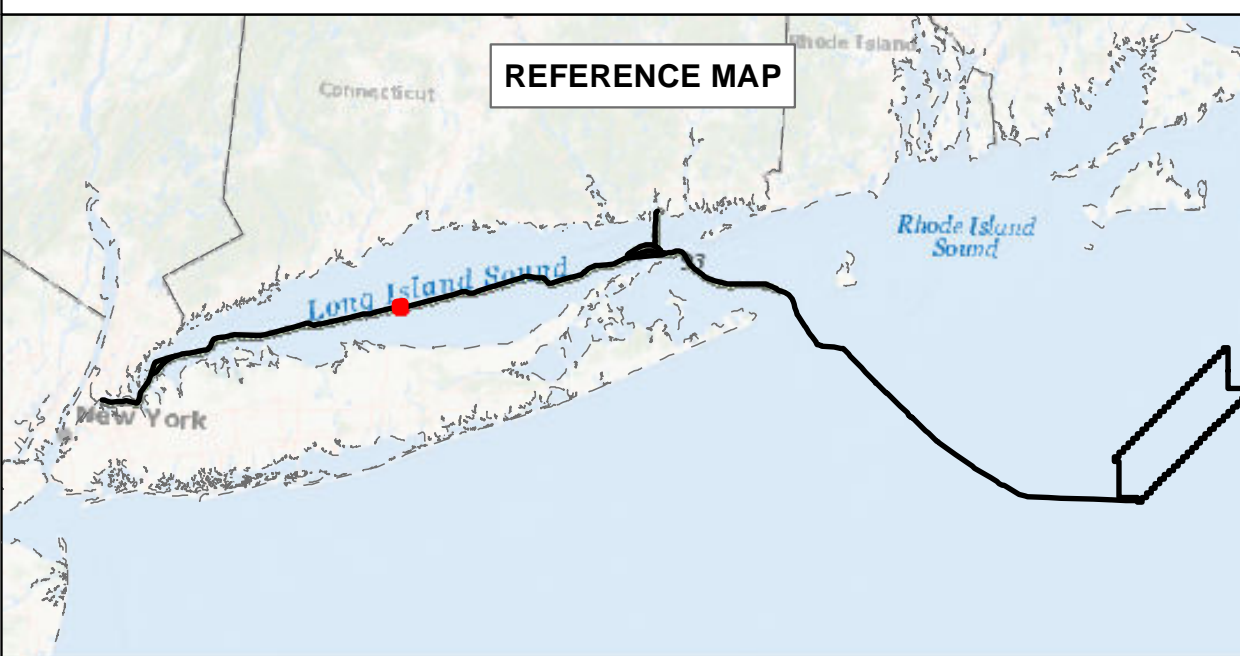 Rhode Island
REFERENCE MAP
Connecticut
Rhode Island
Sound
Long Island Sound
New York